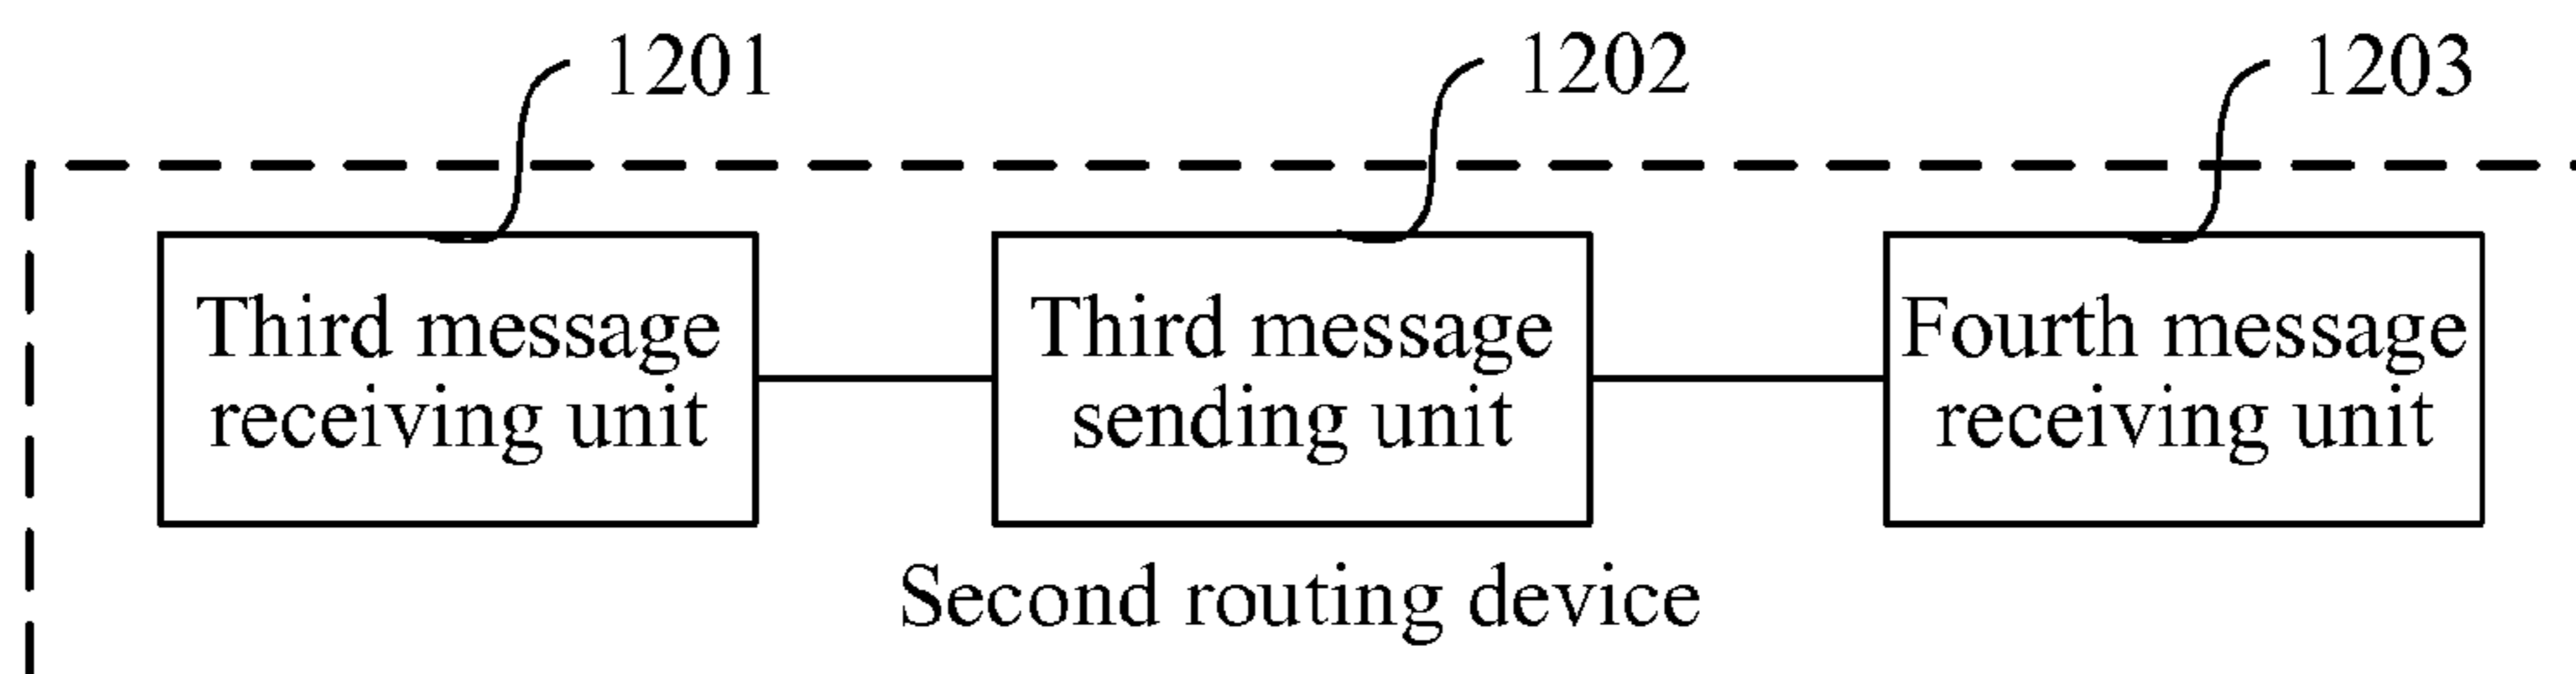 1201
1202
1203
Third message
receiving unit
Third message
sending unit
Fourth message
receiving unit
Second routing device